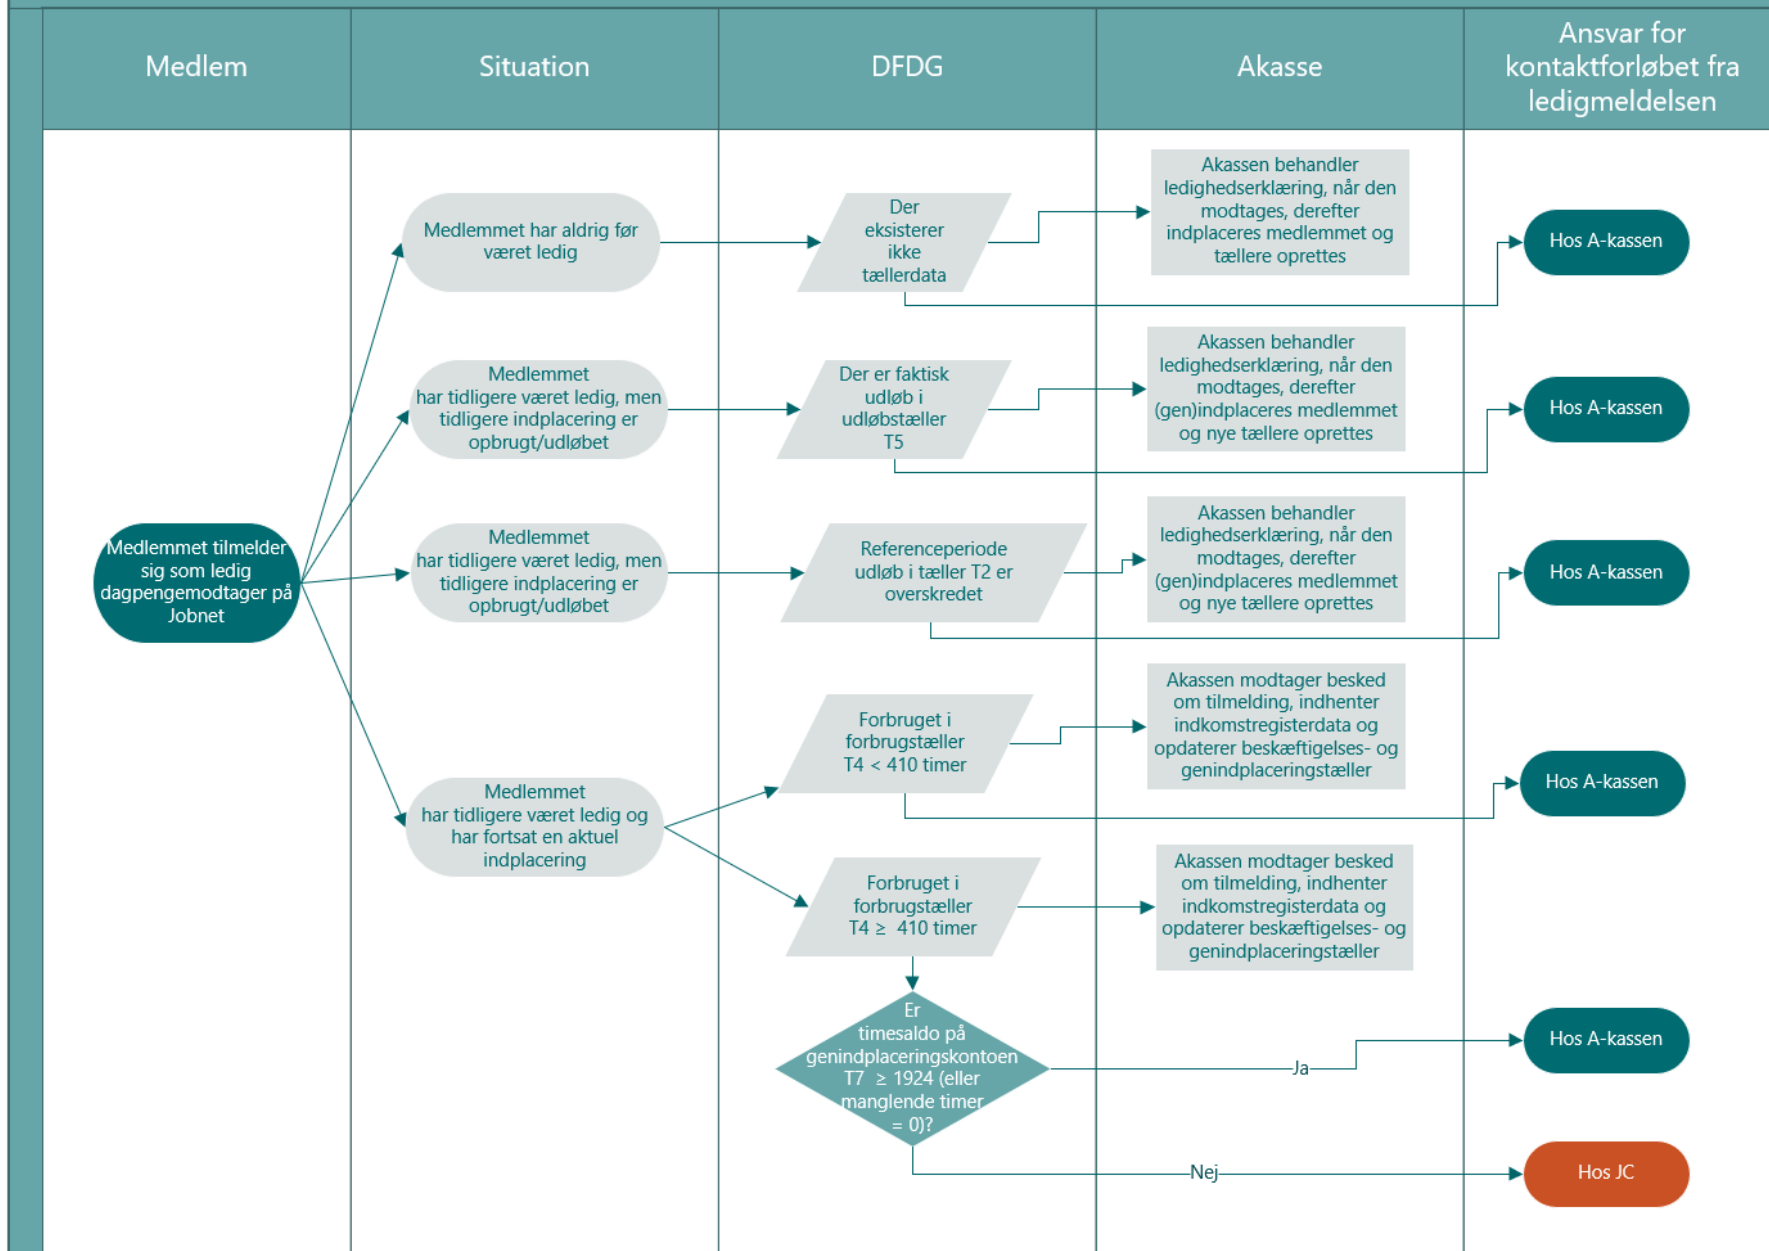 Medlem
Situation
DFDG
Akasse
Ansvar for
kontaktforløbet fra
ledigmeldelsen
Medlemmet tilmelder
sig som ledig
dagpengemodtager på
Jobnet
Medlemmet har aldrig før
været ledig
Der
eksisterer
ikke
tællerdata
Akassen behandler
ledighedserklæring, når den
modtages, derefter
indplaceres medlemmet og
tællere oprettes
Hos A-kassen
Medlemmet
har tidligere været ledig, men
tidligere indplacering er
opbrugt/udløbet
Der er faktisk
udløb i
udløbstæller
T5
Akassen behandler
ledighedserklæring, når den
modtages, derefter
(gen)indplaceres medlemmet
og nye tællere oprettes
Hos A-kassen
Medlemmet
har tidligere været ledig, men
tidligere indplacering er
opbrugt/udløbet
Referenceperiode
udløb i tæller T2 er
overskredet
Akassen behandler
ledighedserklæring, når den
modtages, derefter
(gen)indplaceres medlemmet
og nye tællere oprettes
Hos A-kassen
Medlemmet
har tidligere været ledig og
har fortsat en aktuel
indplacering
Forbruget i
forbrugstæller
T4 < 410 timer
Akassen modtager besked
om tilmelding, indhenter
indkomstregisterdata og
opdaterer beskæftigelses- og
genindplaceringstæller
Hos A-kassen
Forbruget i
forbrugstæller
T4 ≥ 410 timer
Akassen modtager besked
om tilmelding, indhenter
indkomstregisterdata og
opdaterer beskæftigelses- og
genindplaceringstæller
Er
timesaldo på
genindplaceringskontoen
T7 ≥ 1924 (eller
manglende timer
= 0)?
Ja
Hos A-kassen
Nej
Hos JC